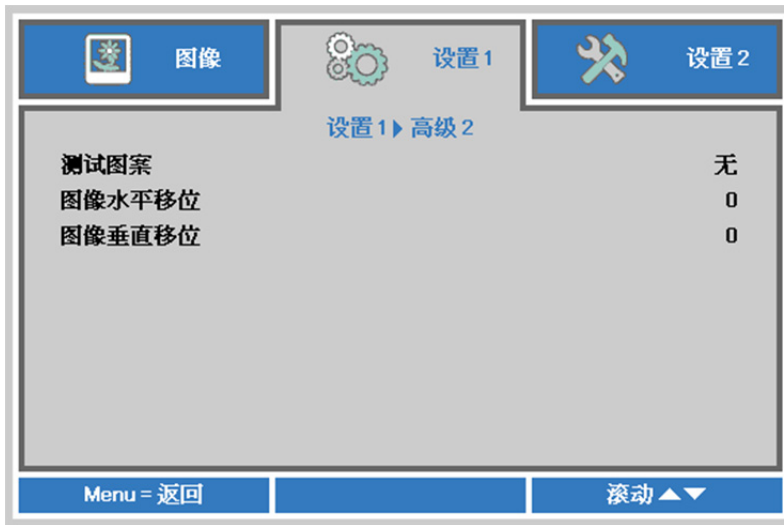 图像
设置1
设置2
设置1▶高级2
测试图案 无
图像水平移位 0
图像垂直移位 0
Menu = 返回
滚动▲▼